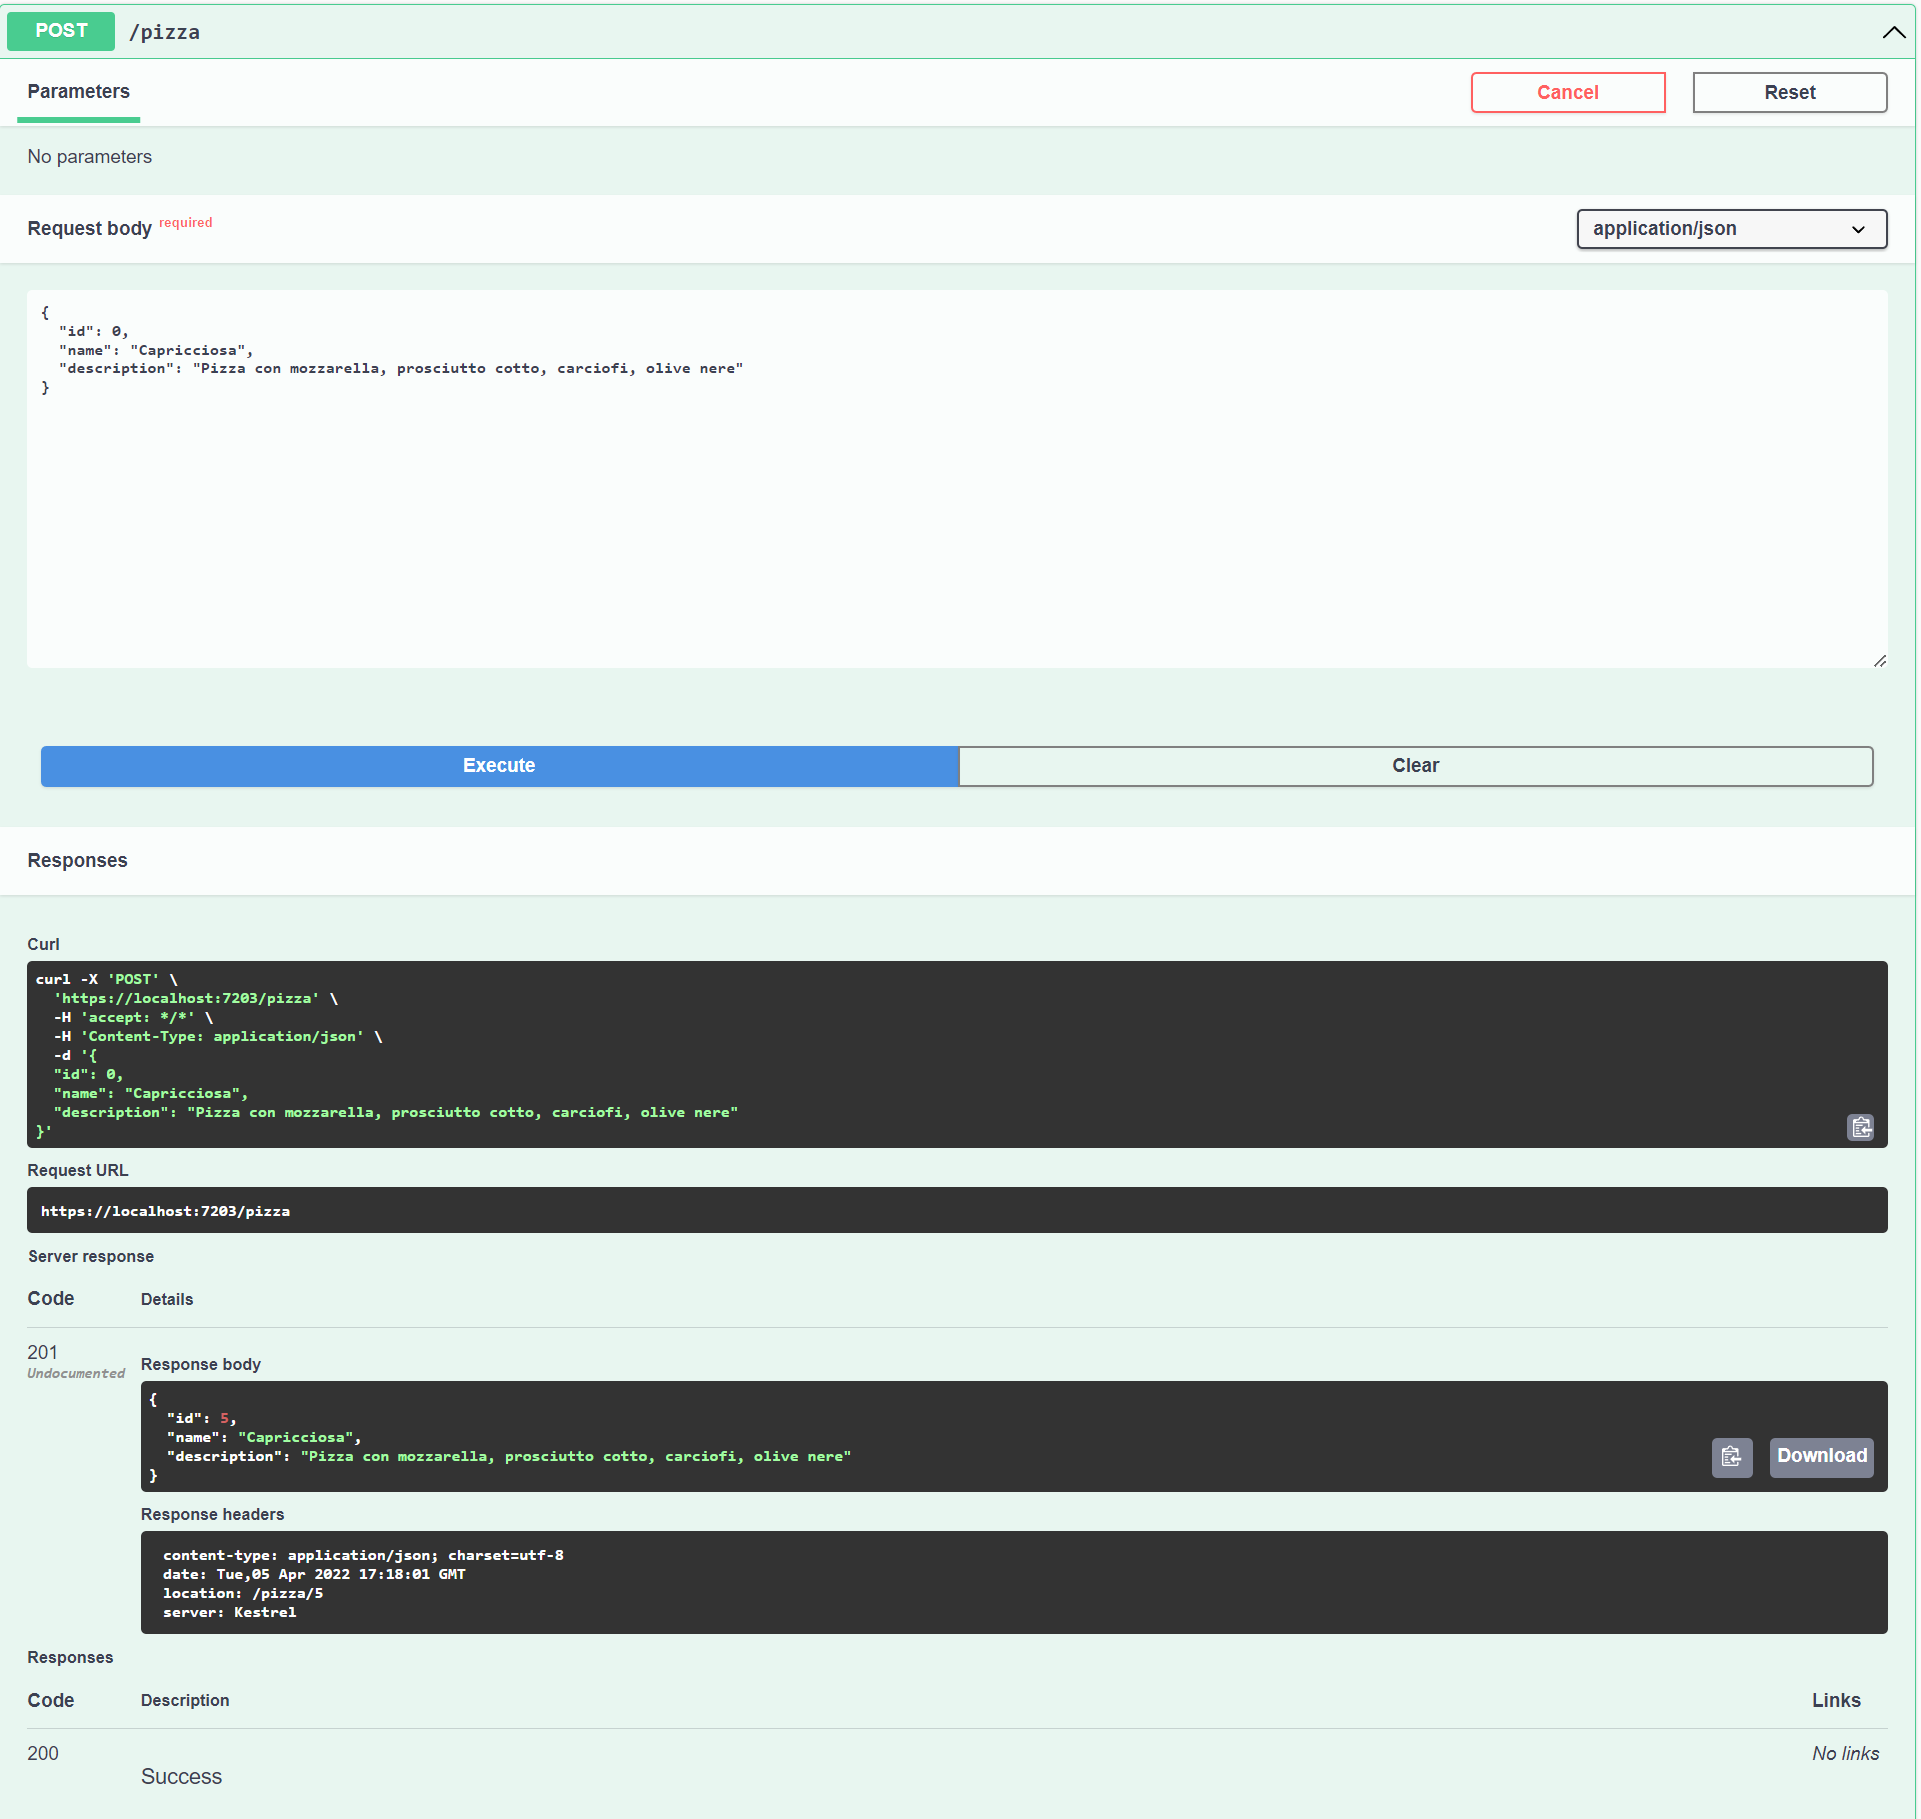 POST /pizza
Parameters
Cancel
Reset
No parameters
Request body required
application/json
{
  "id": 0,
  "name": "Capricciosa",
  "description": "Pizza con mozzarella, prosciutto cotto, carciofi, olive nere"
}
Execute
Clear
Responses
Curl
curl -X 'POST' \
  'https://localhost:7203/pizza' \
  -H 'accept: */*' \
  -H 'Content-Type: application/json' \
  -d '{
  "id": 0,
  "name": "Capricciosa",
  "description": "Pizza con mozzarella, prosciutto cotto, carciofi, olive nere"
}'
Request URL
https://localhost:7203/pizza
Server response
Code Details
201
Undocumented
Response body
{
  "id": 5,
  "name": "Capricciosa",
  "description": "Pizza con mozzarella, prosciutto cotto, carciofi, olive nere"
}
Download
Response headers
content-type: application/json; charset=utf-8
date: Tue,05 Apr 2022 17:18:01 GMT
location: /pizza/5
server: Kestrel
Responses
Code Description Links
200 No links
Success